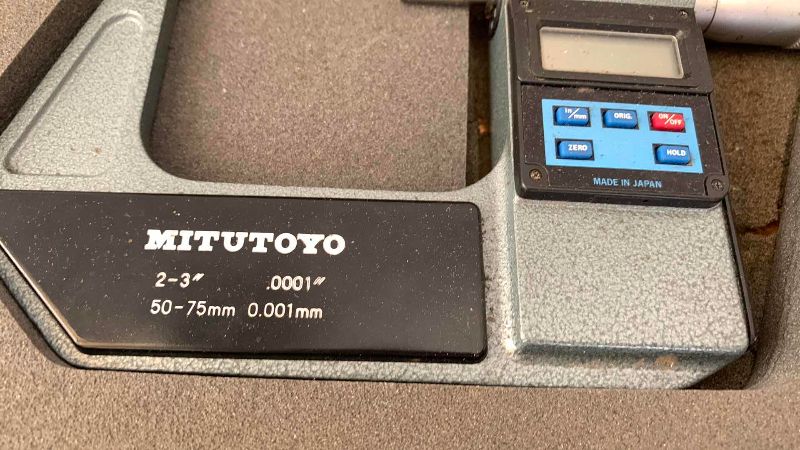 in/mm ORIG. ON/OFF
ZERO HOLD
MADE IN JAPAN
MITUTOYO
2-3" .0001"
50-75mm 0.001mm